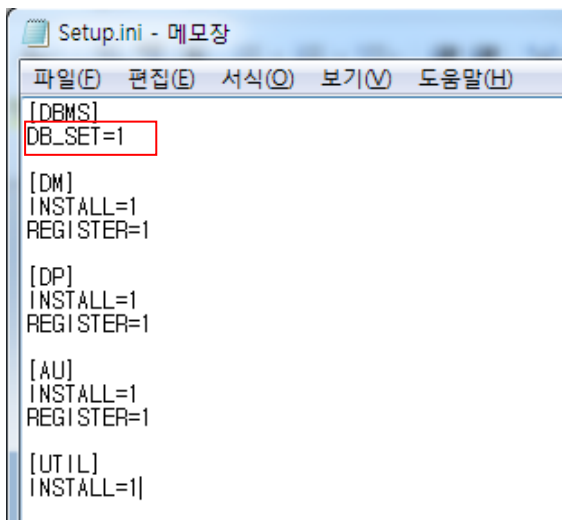 Setup.ini - 메모장
파일(F) 편집(E) 서식(O) 보기(V) 도움말(H)
[DBMS]
DB_SET=1
[DM]
INSTALL=1
REGISTER=1
[DP]
INSTALL=1
REGISTER=1
[AU]
INSTALL=1
REGISTER=1
[UTIL]
INSTALL=1